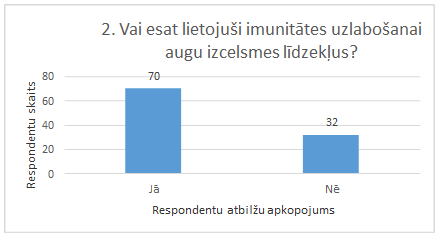 2. Vai esat lietojuši imunitātes uzlabošanai
augu izcelsmes līdzekļus?
Respondentu skaits
80
60
40
20
0
70
32
Jā
Nē
Respondentu atbilžu apkopojums